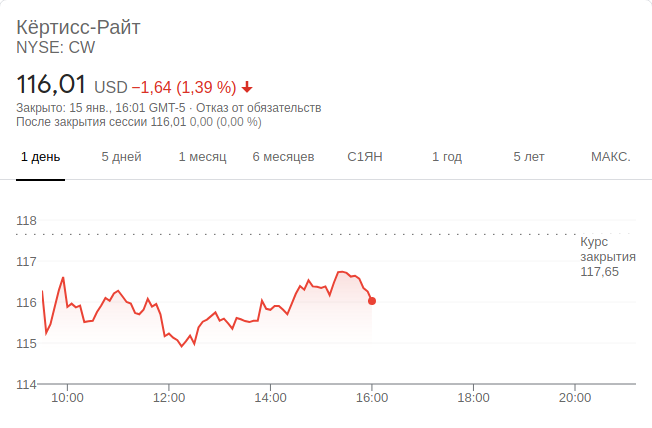 Кёртисс-Райт
NYSE: CW
116,01 USD −1,64 (1,39 %)
Закрыто: 15 янв., 16:01 GMT-5 · Отказ от обязательств
После закрытия сессии 116,01 0,00 (0,00 %)
1 день 5 дней 1 месяц 6 месяцев С1ЯН 1 год 5 лет МАКС.
118
117
116
115
114
Курс
закрытия
117,65
10:00 12:00 14:00 16:00 18:00 20:00